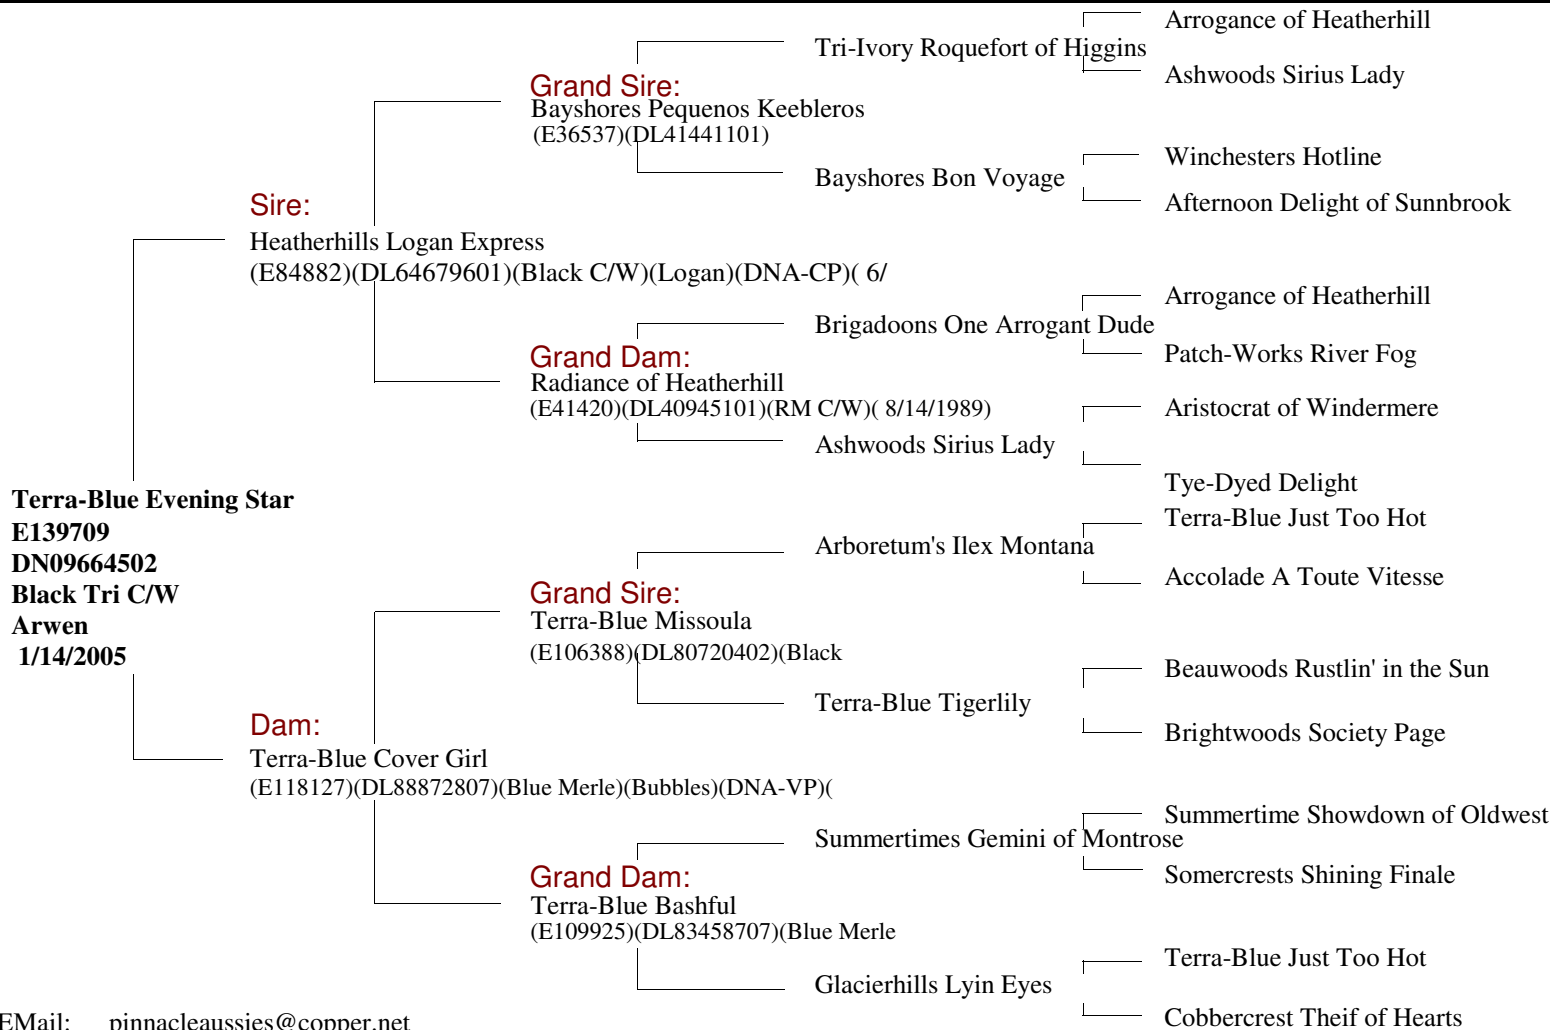 Arrogance of Heatherhill
Tri-Ivory Roquefort of Higgins
Ashwoods Sirius Lady
Grand Sire:
Bayshores Pequenos Keebleros
(E36537)(DL41441101)
Winchesters Hotline
Bayshores Bon Voyage
Afternoon Delight of Sunnbrook
Sire:
Heatherhills Logan Express
(E84882)(DL64679601)(Black C/W)(Logan)(DNA-CP)( 6/
Arrogance of Heatherhill
Brigadoons One Arrogant Dude
Patch-Works River Fog
Grand Dam:
Radiance of Heatherhill
(E41420)(DL40945101)(RM C/W)( 8/14/1989)
Aristocrat of Windermere
Ashwoods Sirius Lady
Tye-Dyed Delight
Terra-Blue Evening Star
E139709
DN09664502
Black Tri C/W
Arwen
1/14/2005
Terra-Blue Just Too Hot
Arboretum's Ilex Montana
Accolade A Toute Vitesse
Grand Sire:
Terra-Blue Missoula
(E106388)(DL80720402)(Black
Beauwoods Rustlin' in the Sun
Terra-Blue Tigerlily
Brightwoods Society Page
Dam:
Terra-Blue Cover Girl
(E118127)(DL88872807)(Blue Merle)(Bubbles)(DNA-VP)(
Summertime Showdown of Oldwest
Summertimes Gemini of Montrose
Somercrests Shining Finale
Grand Dam:
Terra-Blue Bashful
(E109925)(DL83458707)(Blue Merle
Terra-Blue Just Too Hot
Glacierhills Lyin Eyes
Cobbercrest Theif of Hearts
EMail: pinnacleaussies@copper.net